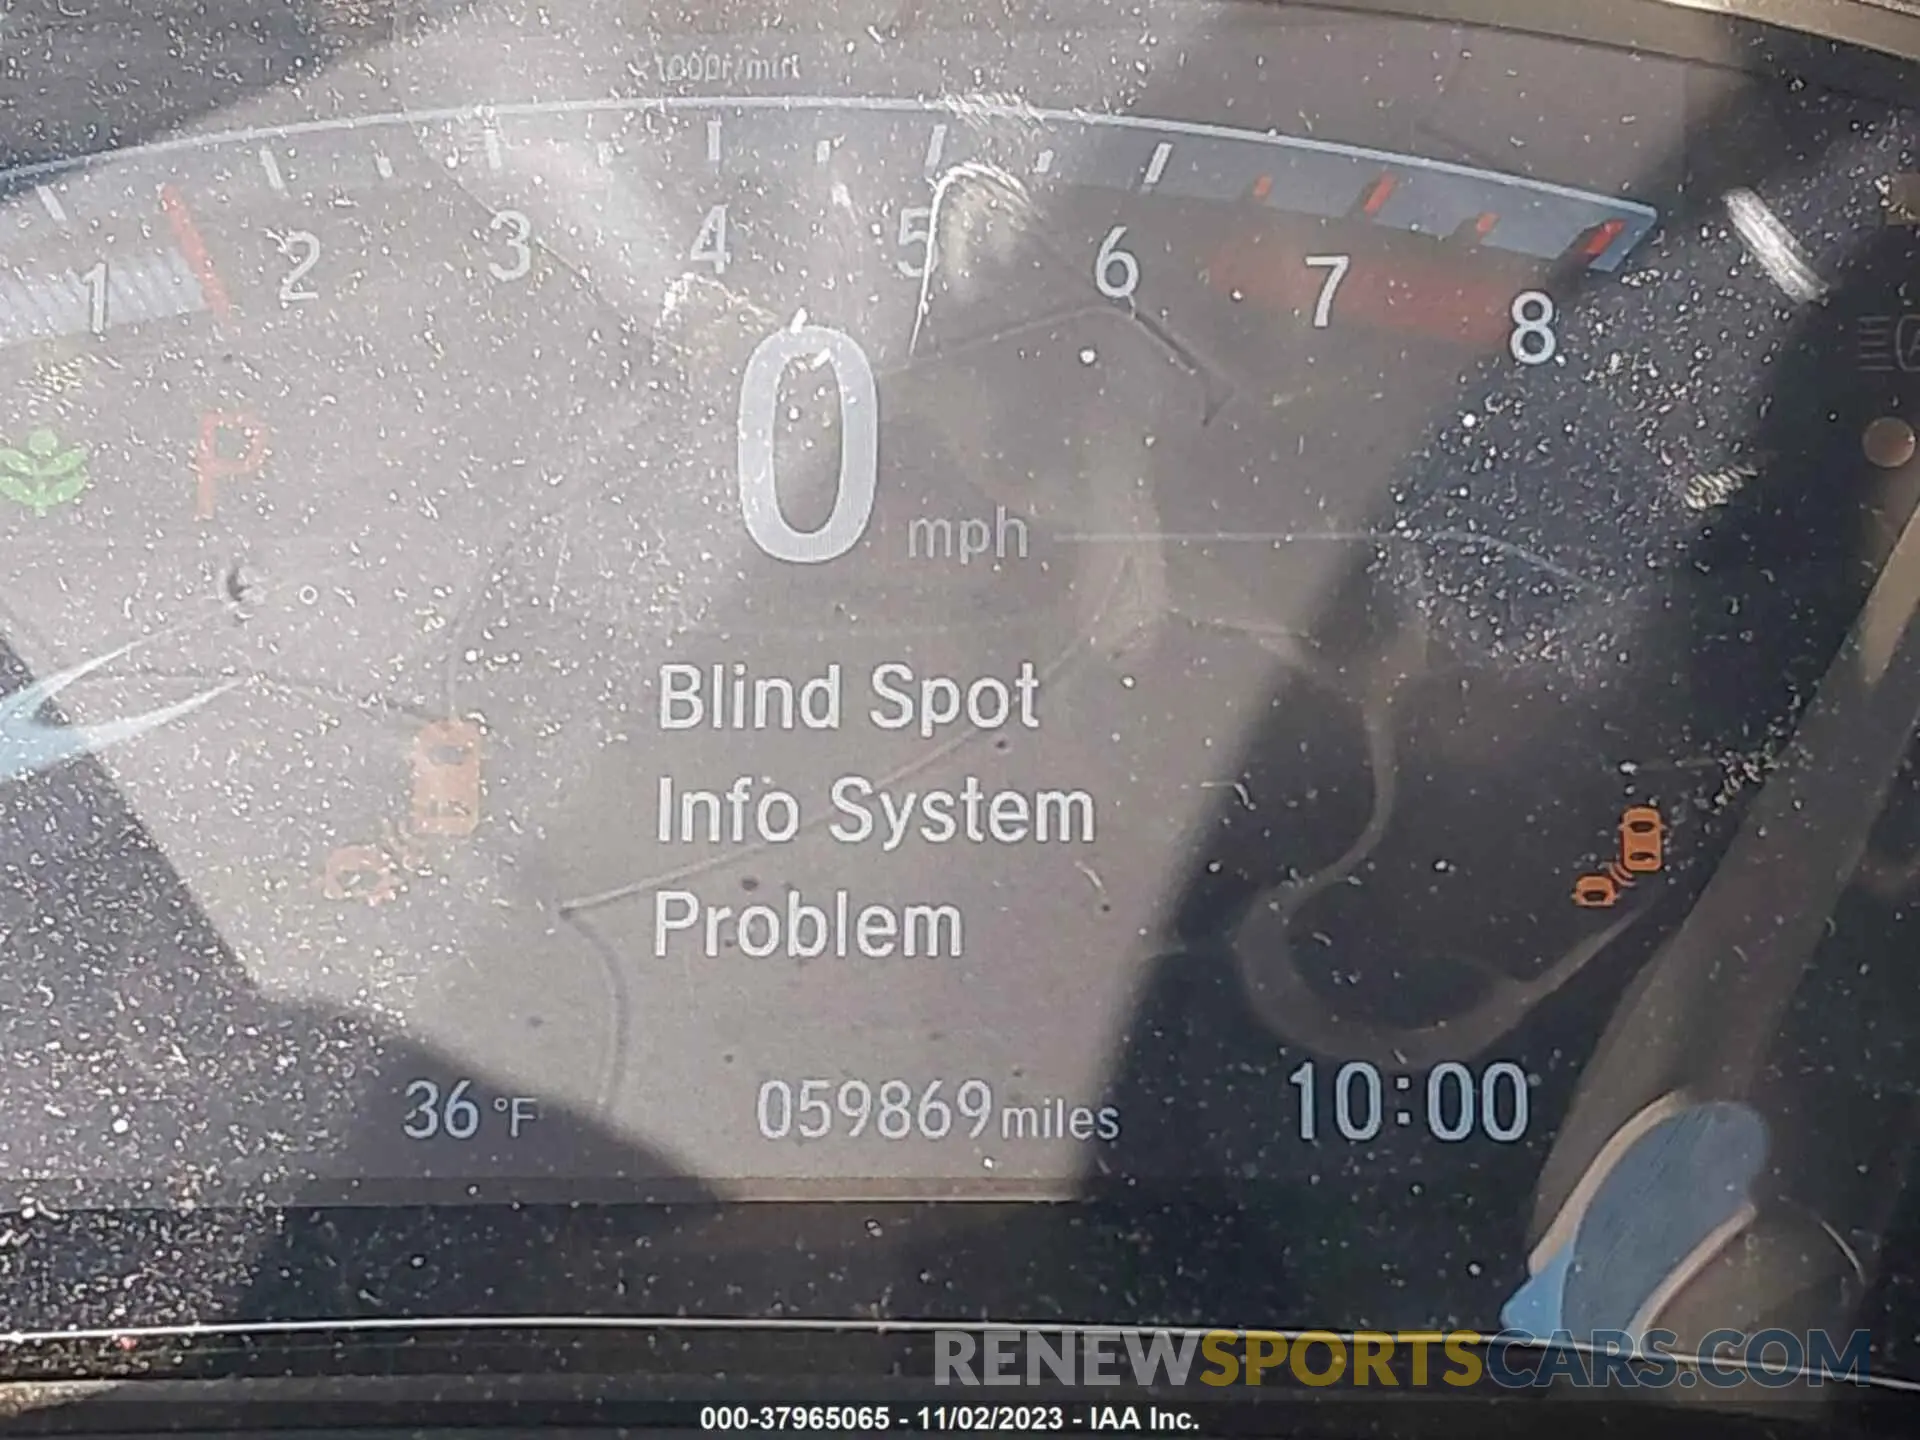 x1000r/min
1 2 3 4 5 6 7 8
P
0 mph
Blind Spot
Info System
Problem
36 °F 059869 miles 10:00
RENEWSPORTSCARS.COM
000-37965065 - 11/02/2023 - IAA Inc.